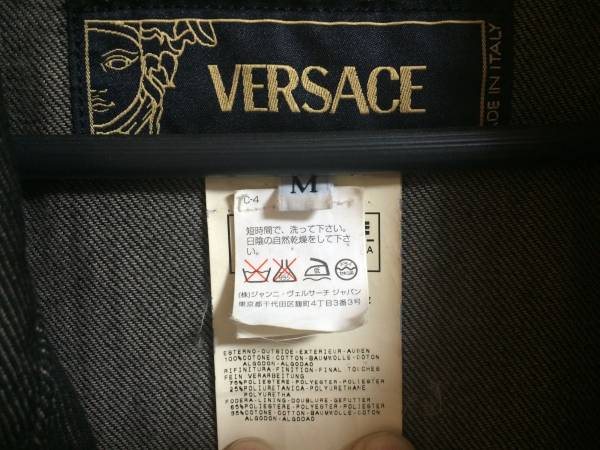 VERSACE
MADE IN ITALY
M
C-4
E
A
短時間で、洗って下さい。
日陰の自然乾燥をして下さ
い。
低
(株)ジャンニ・ヴェルサーチ ジャパン
東京都千代田区麹町4丁目3番3号
ESTERNO-OUTSIDE-EXTERIEUR-AUßEN
100%COTONE-COTTON-BAUMWOLLE-COTON
ALGODON-ALGODAO
RIFINITURA-FINITION-FINAL TOUCHES
FEIN VERARBEITUNG
75%POLIESTERE-POLYESTER-POLIESTER
25%POLIURETANICA-POLYURETHANE
POLYURETHA
FODERA-LINING-DOUBLURE-GEFUTTER
65%POLIESTERE-POLYESTER-POLIESTER
35%COTONE-COTTON-BAUMWOLLE-COTON
ALGODON-ALGODAO